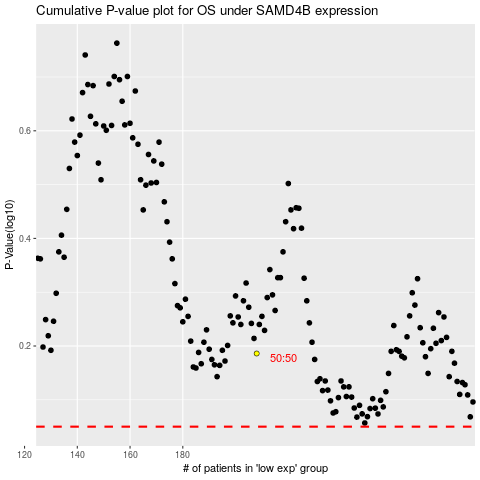 Cumulative P-value plot for OS under SAMD4B expression
P-Value(log10)
0.6
0.4
0.2
50:50
120 140 160 180
# of patients in 'low exp' group